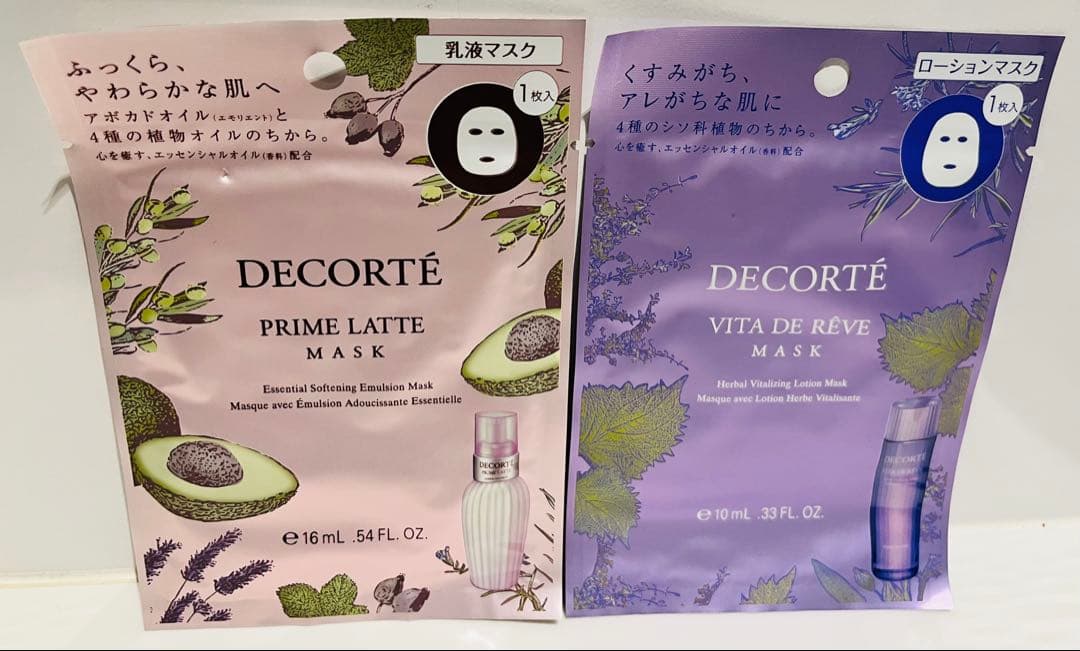 乳液マスク
1枚入
ふっくら、
やわらかな肌へ
アボカドオイル(エモリエント)と
4種の植物オイルのちから。
心を癒す、エッセンシャルオイル(香料)配合
DECORTÉ
PRIME LATTE
MASK
Essential Softening Emulsion Mask
Masque avec Émulsion Adoucissante Essentielle
DECORTÉ
PRIME LATTE
e 16 mL .54 FL. OZ.
ローションマスク
1枚入
くすみがち、
アレがちな肌に
4種のシソ科植物のちから。
心を癒す、エッセンシャルオイル(香料)配合
DECORTÉ
VITA DE RÊVE
MASK
Herbal Vitalizing Lotion Mask
Masque avec Lotion Herbe Vitalisante
DECORTÉ
e 10 mL .33 FL. OZ.